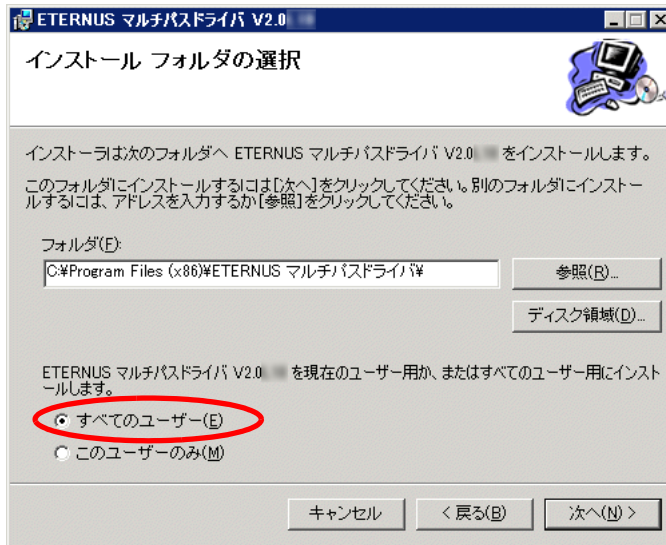 ETERNUS マルチパスドライバ V2.0
インストール フォルダの選択
インストーラは次のフォルダへ ETERNUS マルチパスドライバ V2.0 をインストールします。
このフォルダにインストールするには[次へ]をクリックしてください。別のフォルダにインストー
ルするには、アドレスを入力するか[参照]をクリックしてください。
フォルダ(F):
C:¥Program Files (x86)¥ETERNUS マルチパスドライバ¥
参照(R)...
ディスク領域(D)...
ETERNUS マルチパスドライバ V2.0 を現在のユーザー用か、またはすべてのユーザー用にインスト
ールします。
すべてのユーザー(E)
このユーザーのみ(M)
キャンセル
< 戻る(B)
次へ(N) >